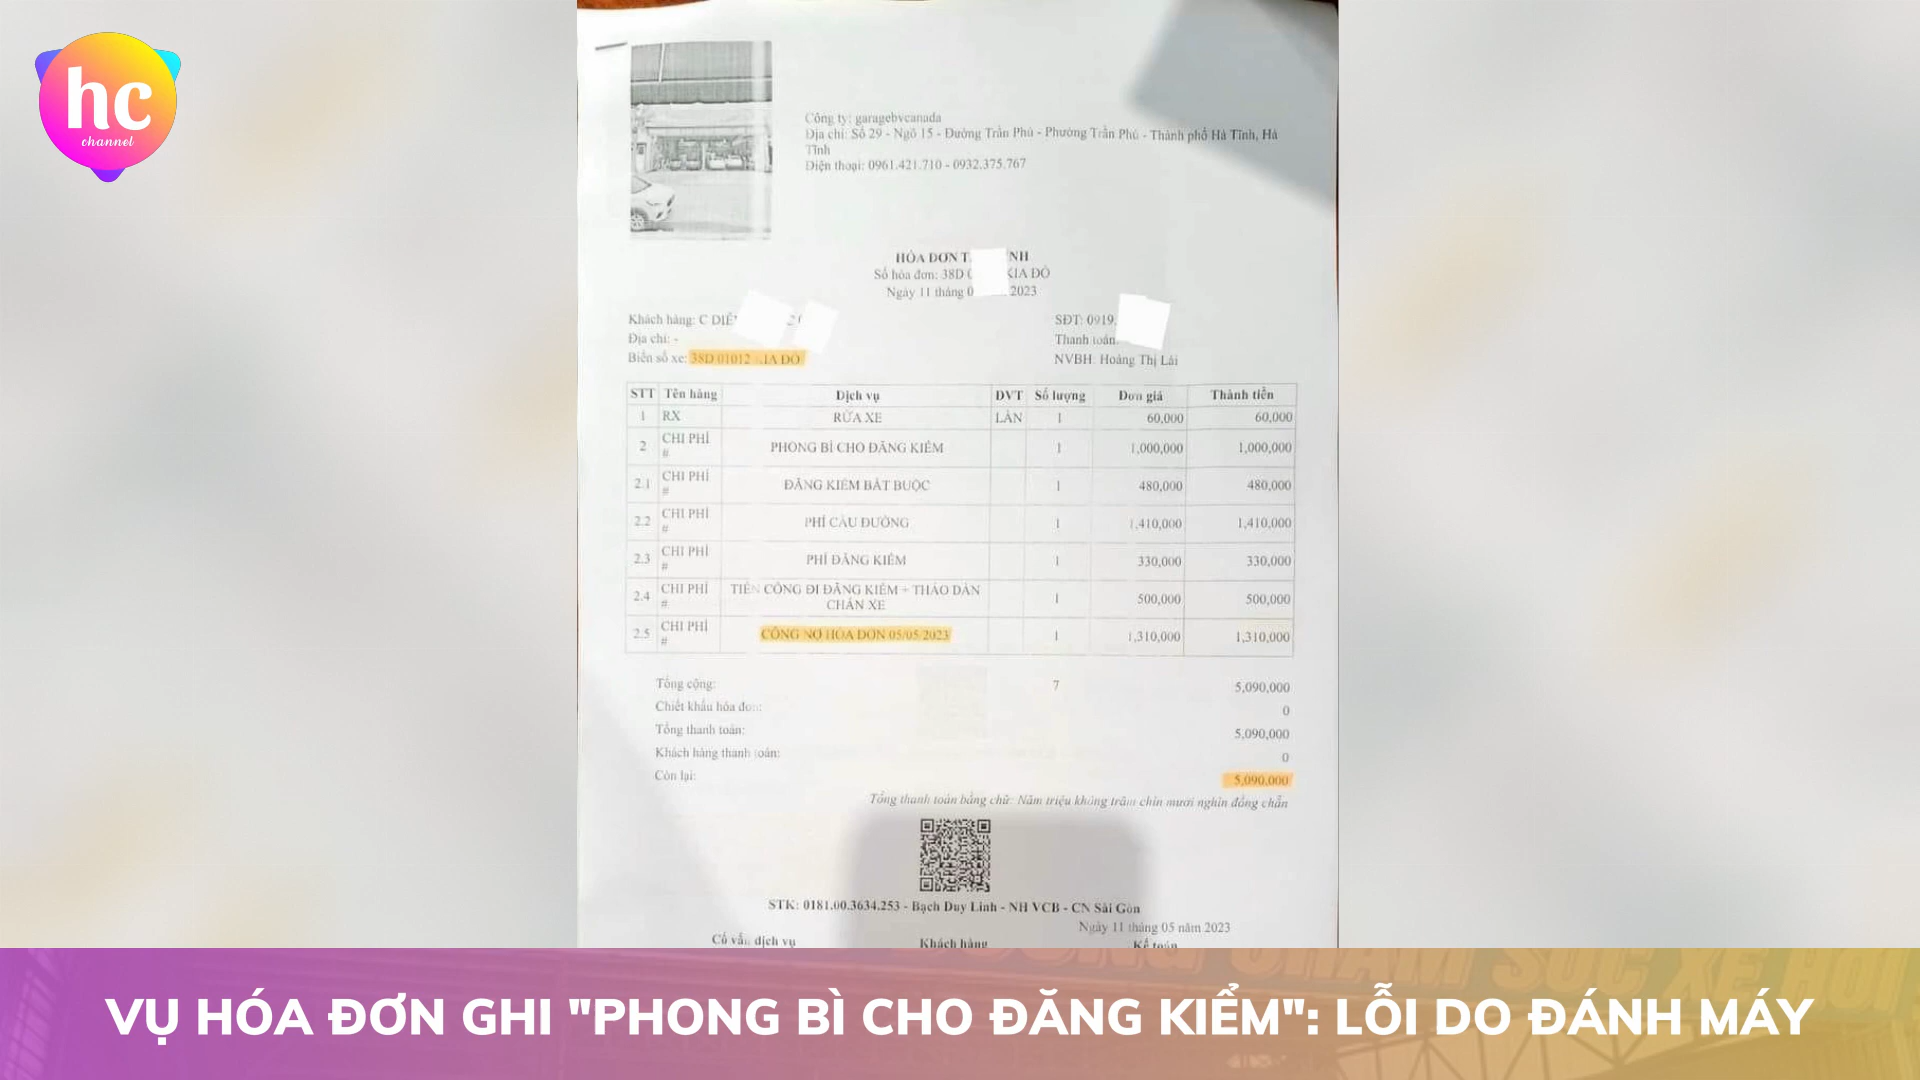 hc
channel
Công ty: garagebvcanada
Địa chỉ: Số 29 - Ngõ 15 - Đường Trần Phú - Phường Trần Phú - Thành phố Hà Tĩnh, Hà
Tĩnh
Điện thoại: 0961.421.710 - 0932.375.767
HÓA ĐƠN T NH
Số hóa đơn: 38D 0 KIA ĐỎ
Ngày 11 tháng 0 2023
Khách hàng: C DIỄ
SĐT: 0919.
Địa chỉ: -
Thanh toán
Biển số xe: 38D 01012 KIA ĐỎ
NVBH: Hoàng Thị Lài
STT Tên hàng Dịch vụ ĐVT Số lượng Đơn giá Thành tiền
1 RX RỬA XE LẦN 1 60,000 60,000
2 CHI PHÍ # PHONG BÌ CHO ĐĂNG KIỂM 1 1,000,000 1,000,000
2.1 CHI PHÍ # ĐĂNG KIỂM BẮT BUỘC 1 480,000 480,000
2.2 CHI PHÍ # PHÍ CẦU ĐƯỜNG 1 1,410,000 1,410,000
2.3 CHI PHÍ # PHÍ ĐĂNG KIỂM 1 330,000 330,000
2.4 CHI PHÍ # TIỀN CÔNG ĐI ĐĂNG KIỂM + THÁO DÁN CHẮN XE 1 500,000 500,000
2.5 CHI PHÍ # CÔNG NỢ HÓA ĐƠN 05/05/2023 1 1,310,000 1,310,000
Tổng cộng: 7 5,090,000
Chiết khấu hóa đơn: 0
Tổng thanh toán: 5,090,000
Khách hàng thanh toán: 0
Còn lại: 5,090,000
Tổng thanh toán bằng chữ: Năm triệu không trăm chín mươi nghìn đồng chẵn
STK: 0181.00.3634.253 - Bạch Duy Linh - NH VCB - CN Sài Gòn
Ngày 11 tháng 05 năm 2023
Cố vấn dịch vụ Khách hàng Kế toán
VỤ HÓA ĐƠN GHI "PHONG BÌ CHO ĐĂNG KIỂM": LỖI DO ĐÁNH MÁY